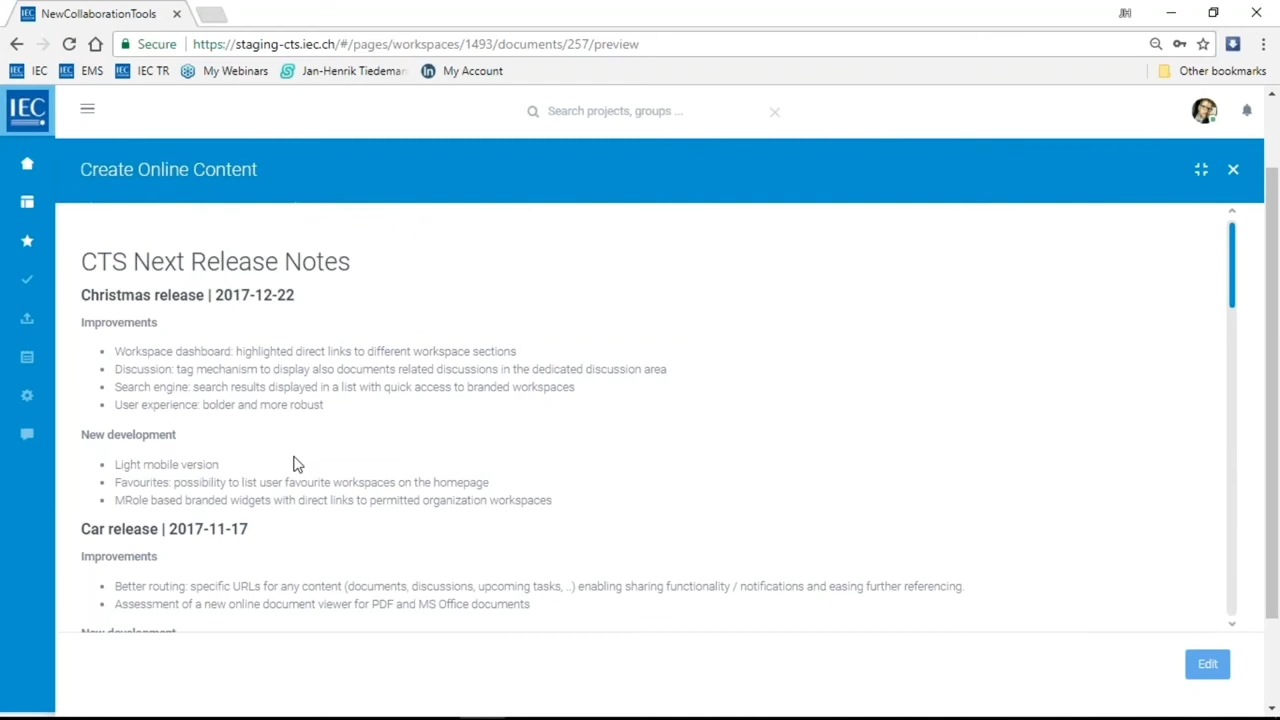 NewCollaborationTools
Secure https://staging-cts.iec.ch/#/pages/workspaces/1493/documents/257/preview
IEC EMS IEC TR My Webinars Jan-Henrik Tiedeman My Account Other bookmarks
IEC
Search projects, groups ...
Create Online Content
CTS Next Release Notes
Christmas release | 2017-12-22
Improvements
Workspace dashboard: highlighted direct links to different workspace sections
Discussion: tag mechanism to display also documents related discussions in the dedicated discussion area
Search engine: search results displayed in a list with quick access to branded workspaces
User experience: bolder and more robust
New development
Light mobile version
Favourites: possibility to list user favourite workspaces on the homepage
MRole based branded widgets with direct links to permitted organization workspaces
Car release | 2017-11-17
Improvements
Better routing: specific URLs for any content (documents, discussions, upcoming tasks, ..) enabling sharing functionality / notifications and easing further referencing.
Assessment of a new online document viewer for PDF and MS Office documents
New development
Edit